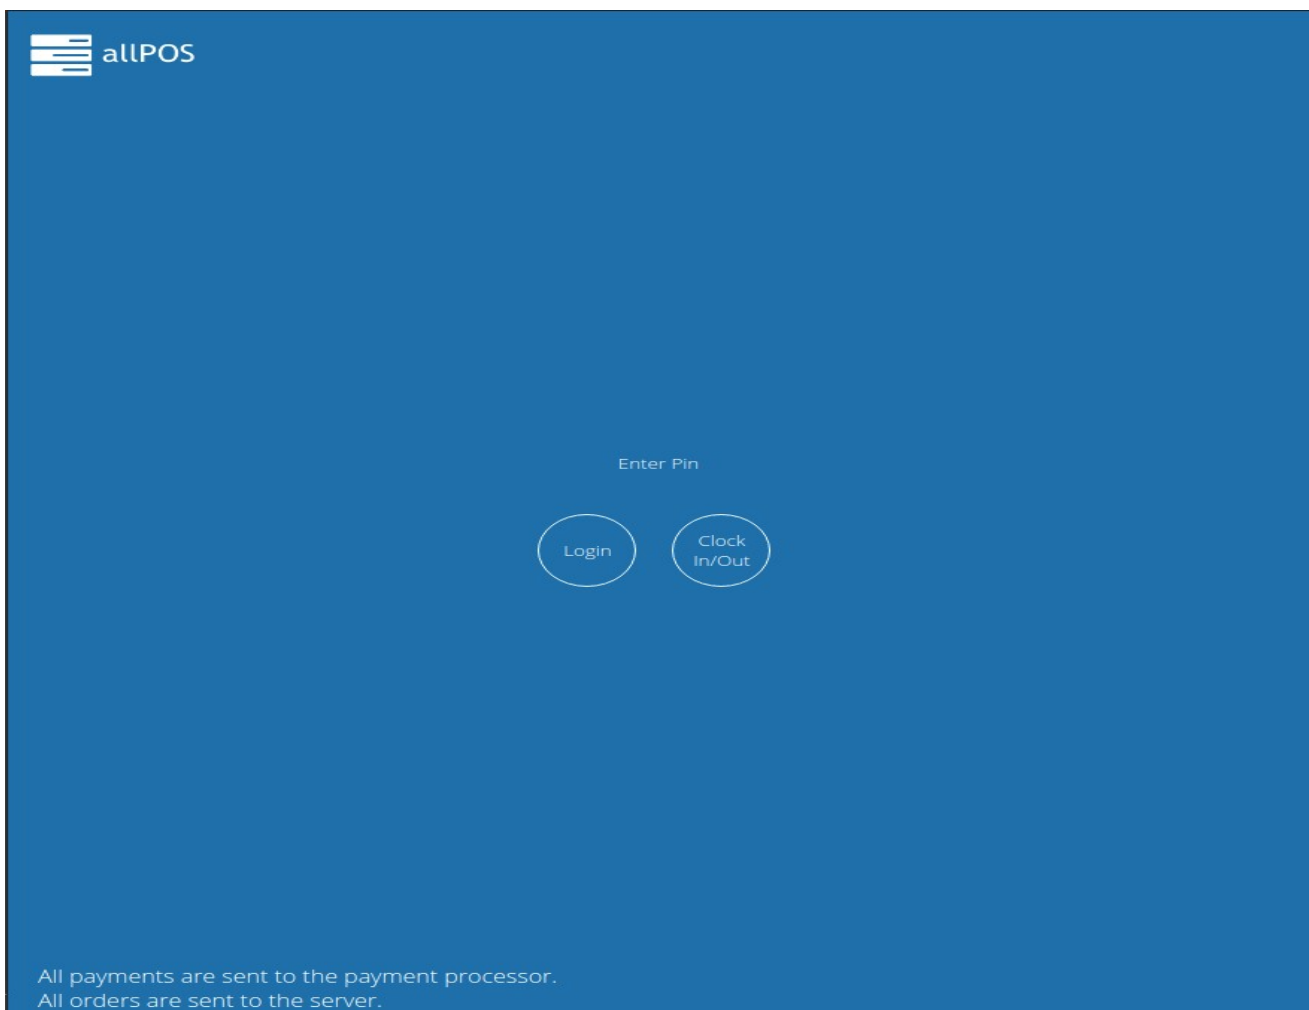 allPOS
Enter Pin
Login
Clock
In/Out
All payments are sent to the payment processor.
All orders are sent to the server.